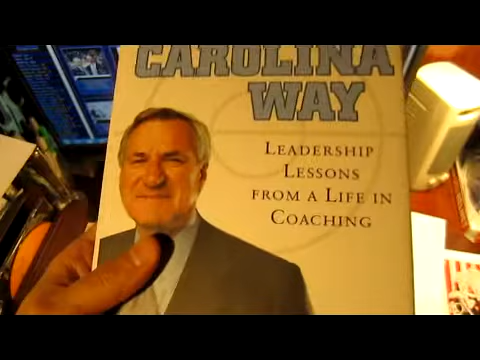 CAROLINA
WAY
LEADERSHIP
LESSONS
FROM A LIFE IN
COACHING